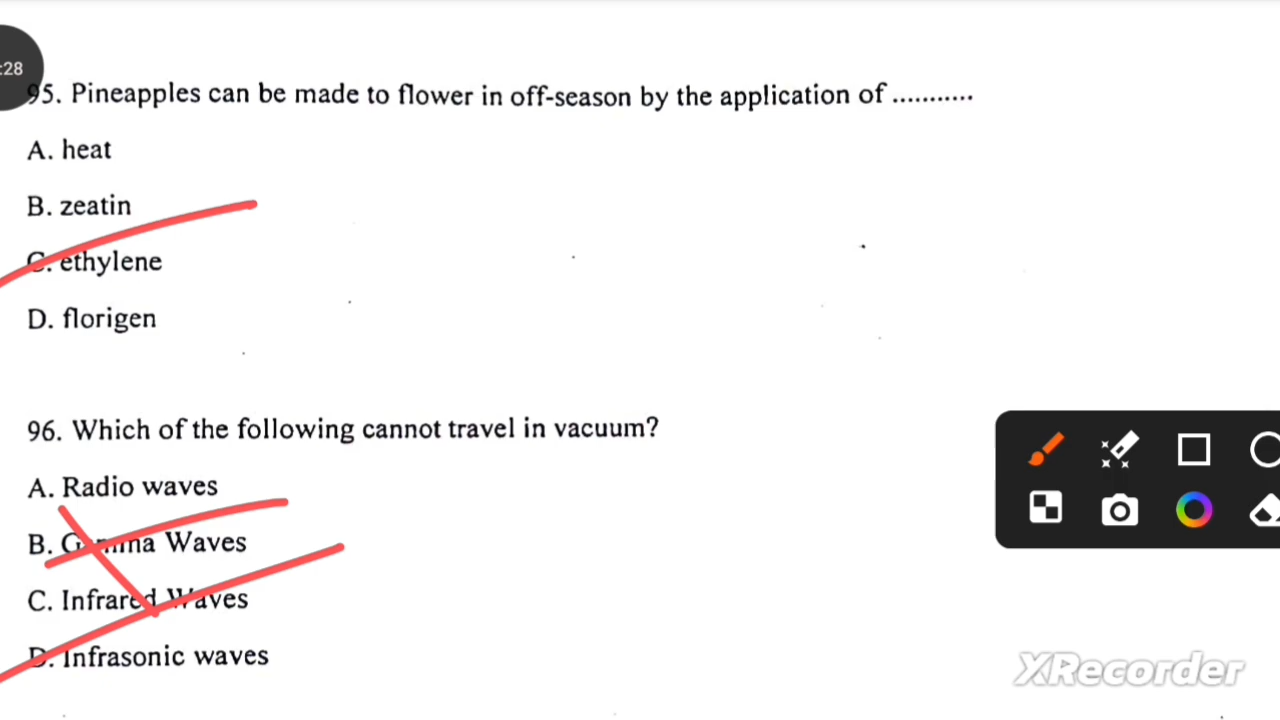 :28
95. Pineapples can be made to flower in off-season by the application of ...........
A. heat
B. zeatin
C. ethylene
D. florigen
96. Which of the following cannot travel in vacuum?
A. Radio waves
B. Gamma Waves
C. Infrared Waves
D. Infrasonic waves
XRecorder